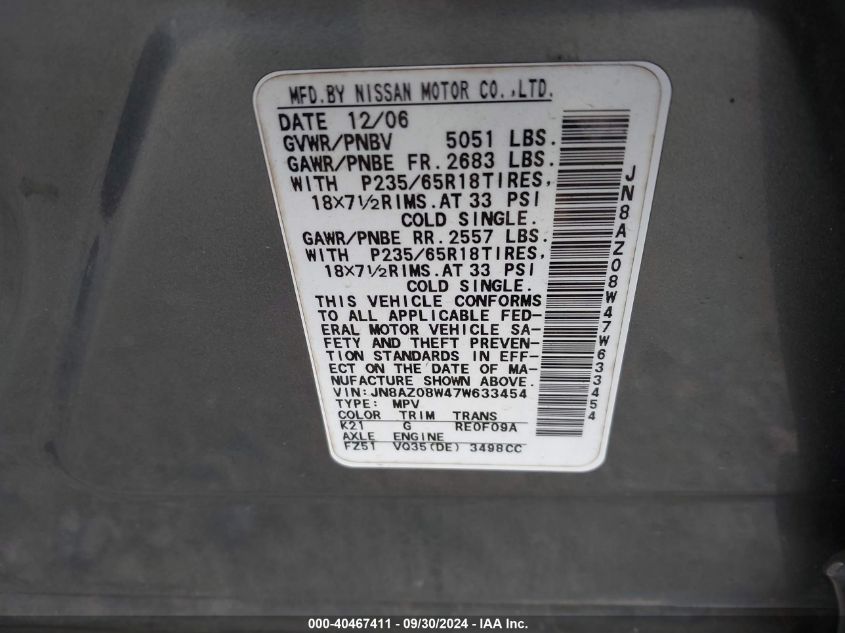 MFD.BY NISSAN MOTOR CO.,LTD.
DATE 12/06
GVWR/PNBV 5051 LBS.
GAWR/PNBE FR. 2683 LBS.
WITH P235/65R18TIRES,
18×7½RIMS.AT 33 PSI
COLD SINGLE.
GAWR/PNBE RR. 2557 LBS.
WITH P235/65R18TIRES,
18×7½RIMS.AT 33 PSI
COLD SINGLE.
THIS VEHICLE CONFORMS
TO ALL APPLICABLE FED-
ERAL MOTOR VEHICLE SA-
FETY AND THEFT PREVEN-
TION STANDARDS IN EFF-
ECT ON THE DATE OF MA-
NUFACTURE SHOWN ABOVE.
VIN: JN8AZ08W47W633454
TYPE: MPV
COLOR TRIM TRANS
K21 G RE0F09A
AXLE ENGINE
FZ51 VQ35(DE) 3498CC
JN8AZ08W47W633454
000-40467411 - 09/30/2024 - IAA Inc.